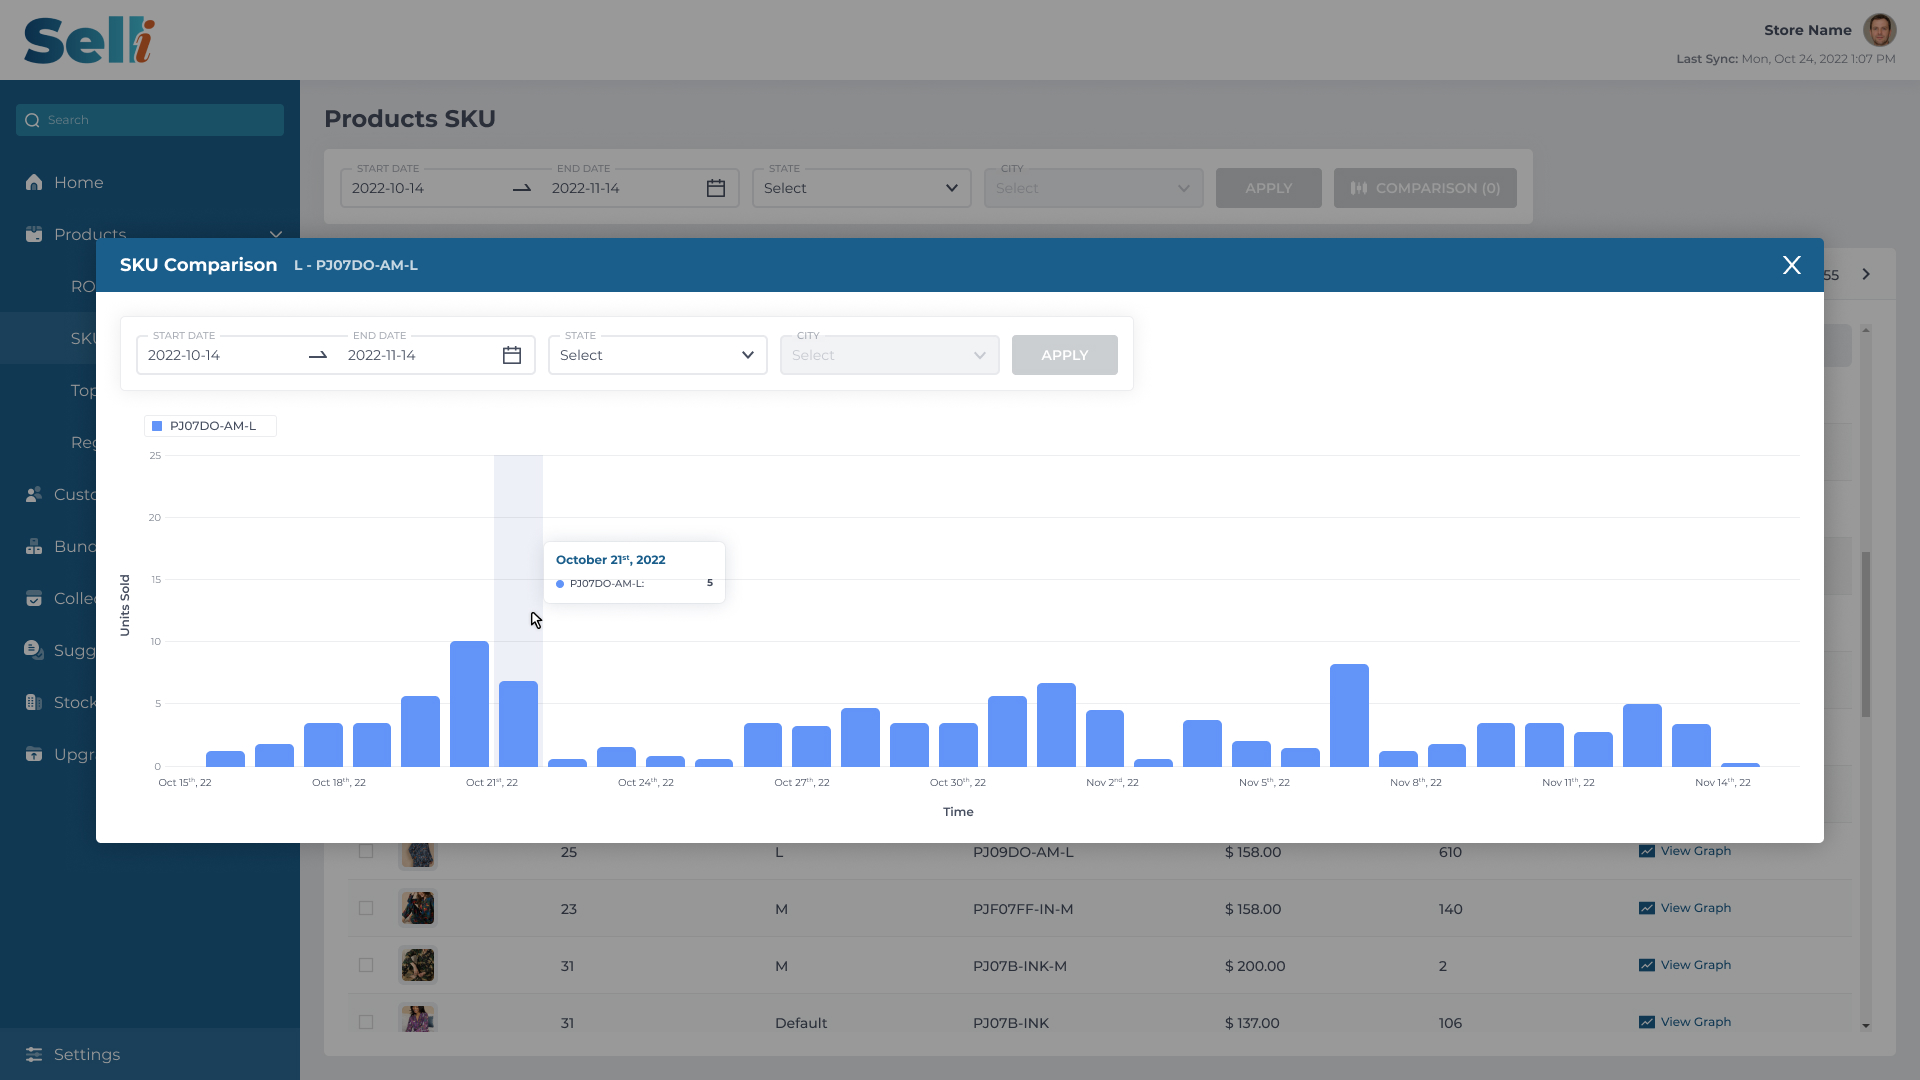 Selli
Store Name
Last Sync: Mon, Oct 24, 2022 1:07 PM
Search
Home
Products
RO
SKU
Top
Reg
Custo
Bund
Colle
Sugg
Stock
Upgr
Settings
Products SKU
START DATE
2022-10-14
END DATE
2022-11-14
STATE
Select
CITY
Select
APPLY
COMPARISON (0)
55
SKU Comparison L - PJ07DO-AM-L
X
START DATE
2022-10-14
END DATE
2022-11-14
STATE
Select
CITY
Select
APPLY
PJ07DO-AM-L
Units Sold
25
20
15
10
5
0
October 21st, 2022
PJ07DO-AM-L: 5
Oct 15th, 22 Oct 18th, 22 Oct 21st, 22 Oct 24th, 22 Oct 27th, 22 Oct 30th, 22 Nov 2nd, 22 Nov 5th, 22 Nov 8th, 22 Nov 11th, 22 Nov 14th, 22
Time
25 L PJ09DO-AM-L $ 158.00 610 View Graph
23 M PJF07FF-IN-M $ 158.00 140 View Graph
31 M PJ07B-INK-M $ 200.00 2 View Graph
31 Default PJ07B-INK $ 137.00 106 View Graph